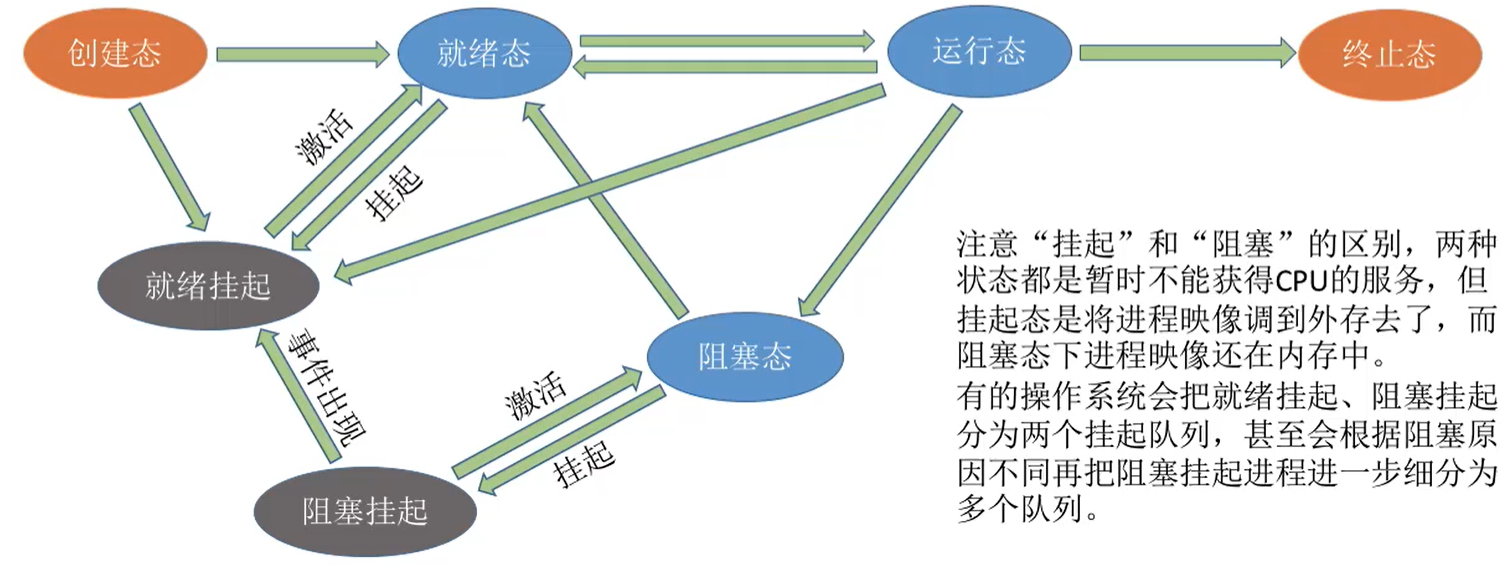 创建态
就绪态
运行态
终止态
激活
挂起
就绪挂起
事件出现
阻塞态
激活
挂起
阻塞挂起
注意“挂起”和“阻塞”的区别，两种
状态都是暂时不能获得CPU的服务，但
挂起态是将进程映像调到外存去了，而
阻塞态下进程映像还在内存中。
有的操作系统会把就绪挂起、阻塞挂起
分为两个挂起队列，甚至会根据阻塞原
因不同再把阻塞挂起进程进一步细分为
多个队列。